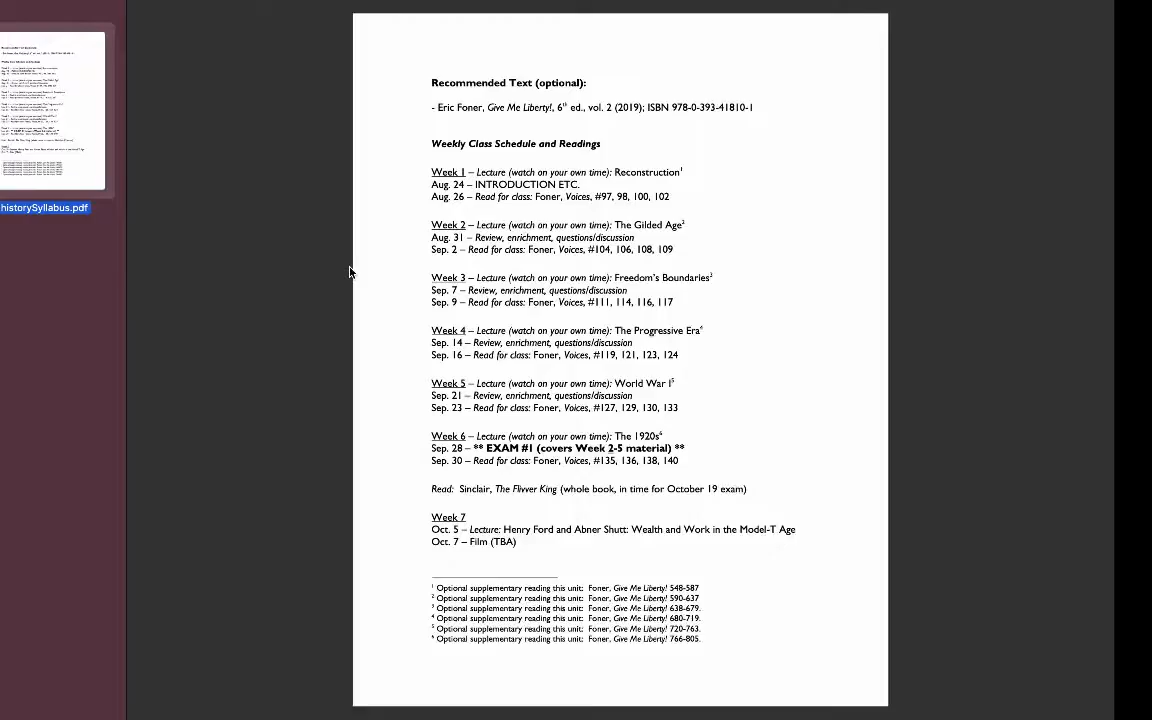 historySyllabus.pdf
Recommended Text (optional):
- Eric Foner, Give Me Liberty!, 6th ed., vol. 2 (2019); ISBN 978-0-393-41810-1
Weekly Class Schedule and Readings
Week 1 – Lecture (watch on your own time): Reconstruction1
Aug. 24 – INTRODUCTION ETC.
Aug. 26 – Read for class: Foner, Voices, #97, 98, 100, 102
Week 2 – Lecture (watch on your own time): The Gilded Age2
Aug. 31 – Review, enrichment, questions/discussion
Sep. 2 – Read for class: Foner, Voices, #104, 106, 108, 109
Week 3 – Lecture (watch on your own time): Freedom's Boundaries3
Sep. 7 – Review, enrichment, questions/discussion
Sep. 9 – Read for class: Foner, Voices, #111, 114, 116, 117
Week 4 – Lecture (watch on your own time): The Progressive Era4
Sep. 14 – Review, enrichment, questions/discussion
Sep. 16 – Read for class: Foner, Voices, #119, 121, 123, 124
Week 5 – Lecture (watch on your own time): World War I5
Sep. 21 – Review, enrichment, questions/discussion
Sep. 23 – Read for class: Foner, Voices, #127, 129, 130, 133
Week 6 – Lecture (watch on your own time): The 1920s6
Sep. 28 – ** EXAM #1 (covers Week 2-5 material) **
Sep. 30 – Read for class: Foner, Voices, #135, 136, 138, 140
Read: Sinclair, The Flivver King (whole book, in time for October 19 exam)
Week 7
Oct. 5 – Lecture: Henry Ford and Abner Shutt: Wealth and Work in the Model-T Age
Oct. 7 – Film (TBA)
1 Optional supplementary reading this unit: Foner, Give Me Liberty! 548-587
2 Optional supplementary reading this unit: Foner, Give Me Liberty! 590-637
3 Optional supplementary reading this unit: Foner, Give Me Liberty! 638-679.
4 Optional supplementary reading this unit: Foner, Give Me Liberty! 680-719.
5 Optional supplementary reading this unit: Foner, Give Me Liberty! 720-763.
6 Optional supplementary reading this unit: Foner, Give Me Liberty! 766-805.